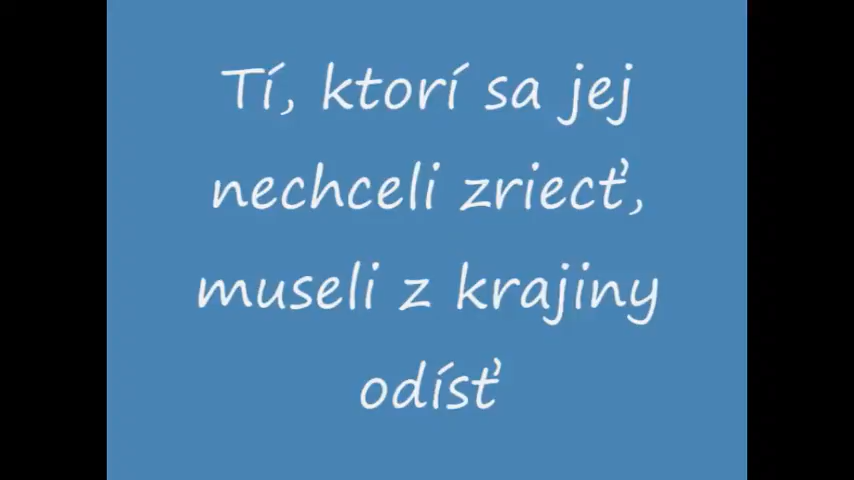 Tí, ktorí sa jej
nechceli zriecť,
museli z krajiny
odísť